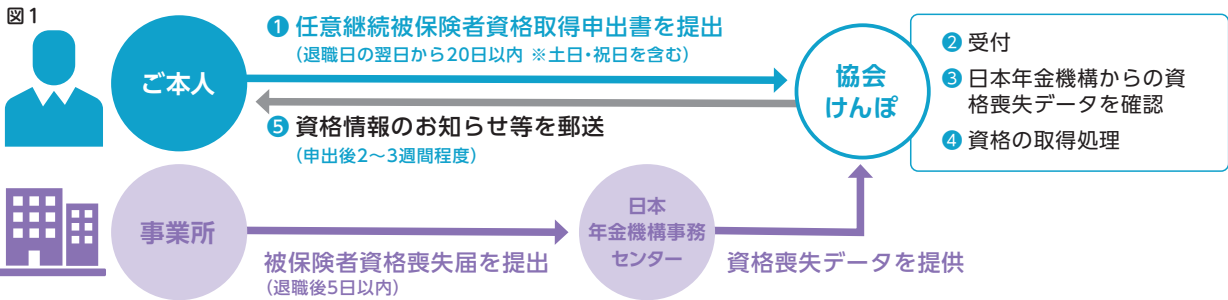 図1
❶ 任意継続被保険者資格取得申出書を提出
(退職日の翌日から20日以内 ※土日・祝日を含む)
ご本人
協会
けんぽ
❷ 受付
❸ 日本年金機構からの資
格喪失データを確認
❹ 資格の取得処理
❺ 資格情報のお知らせ等を郵送
(申出後2〜3週間程度)
事業所
被保険者資格喪失届を提出
(退職後5日以内)
日本
年金機構事務
センター
資格喪失データを提供